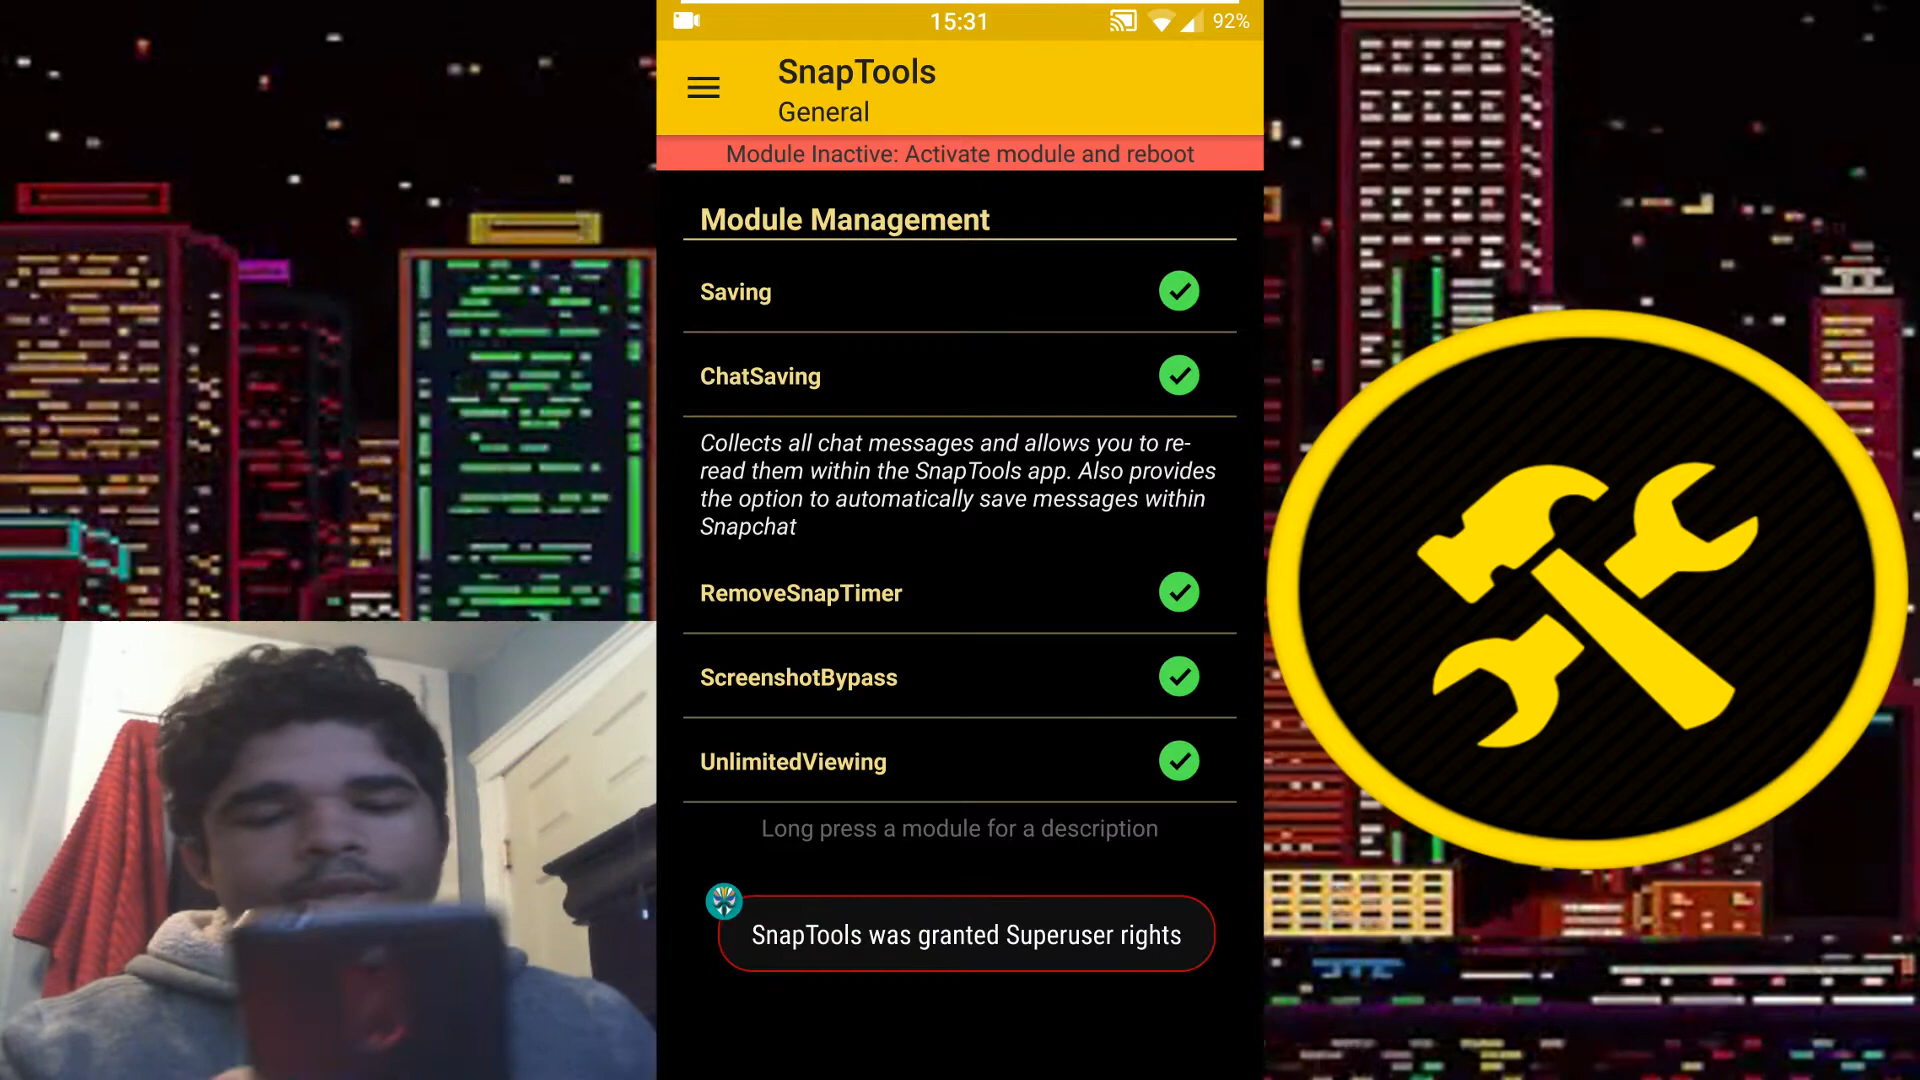 15:31
92%
SnapTools
General
Module Inactive: Activate module and reboot
Module Management
Saving
ChatSaving
Collects all chat messages and allows you to re-
read them within the SnapTools app. Also provides
the option to automatically save messages within
Snapchat
RemoveSnapTimer
ScreenshotBypass
UnlimitedViewing
Long press a module for a description
SnapTools was granted Superuser rights